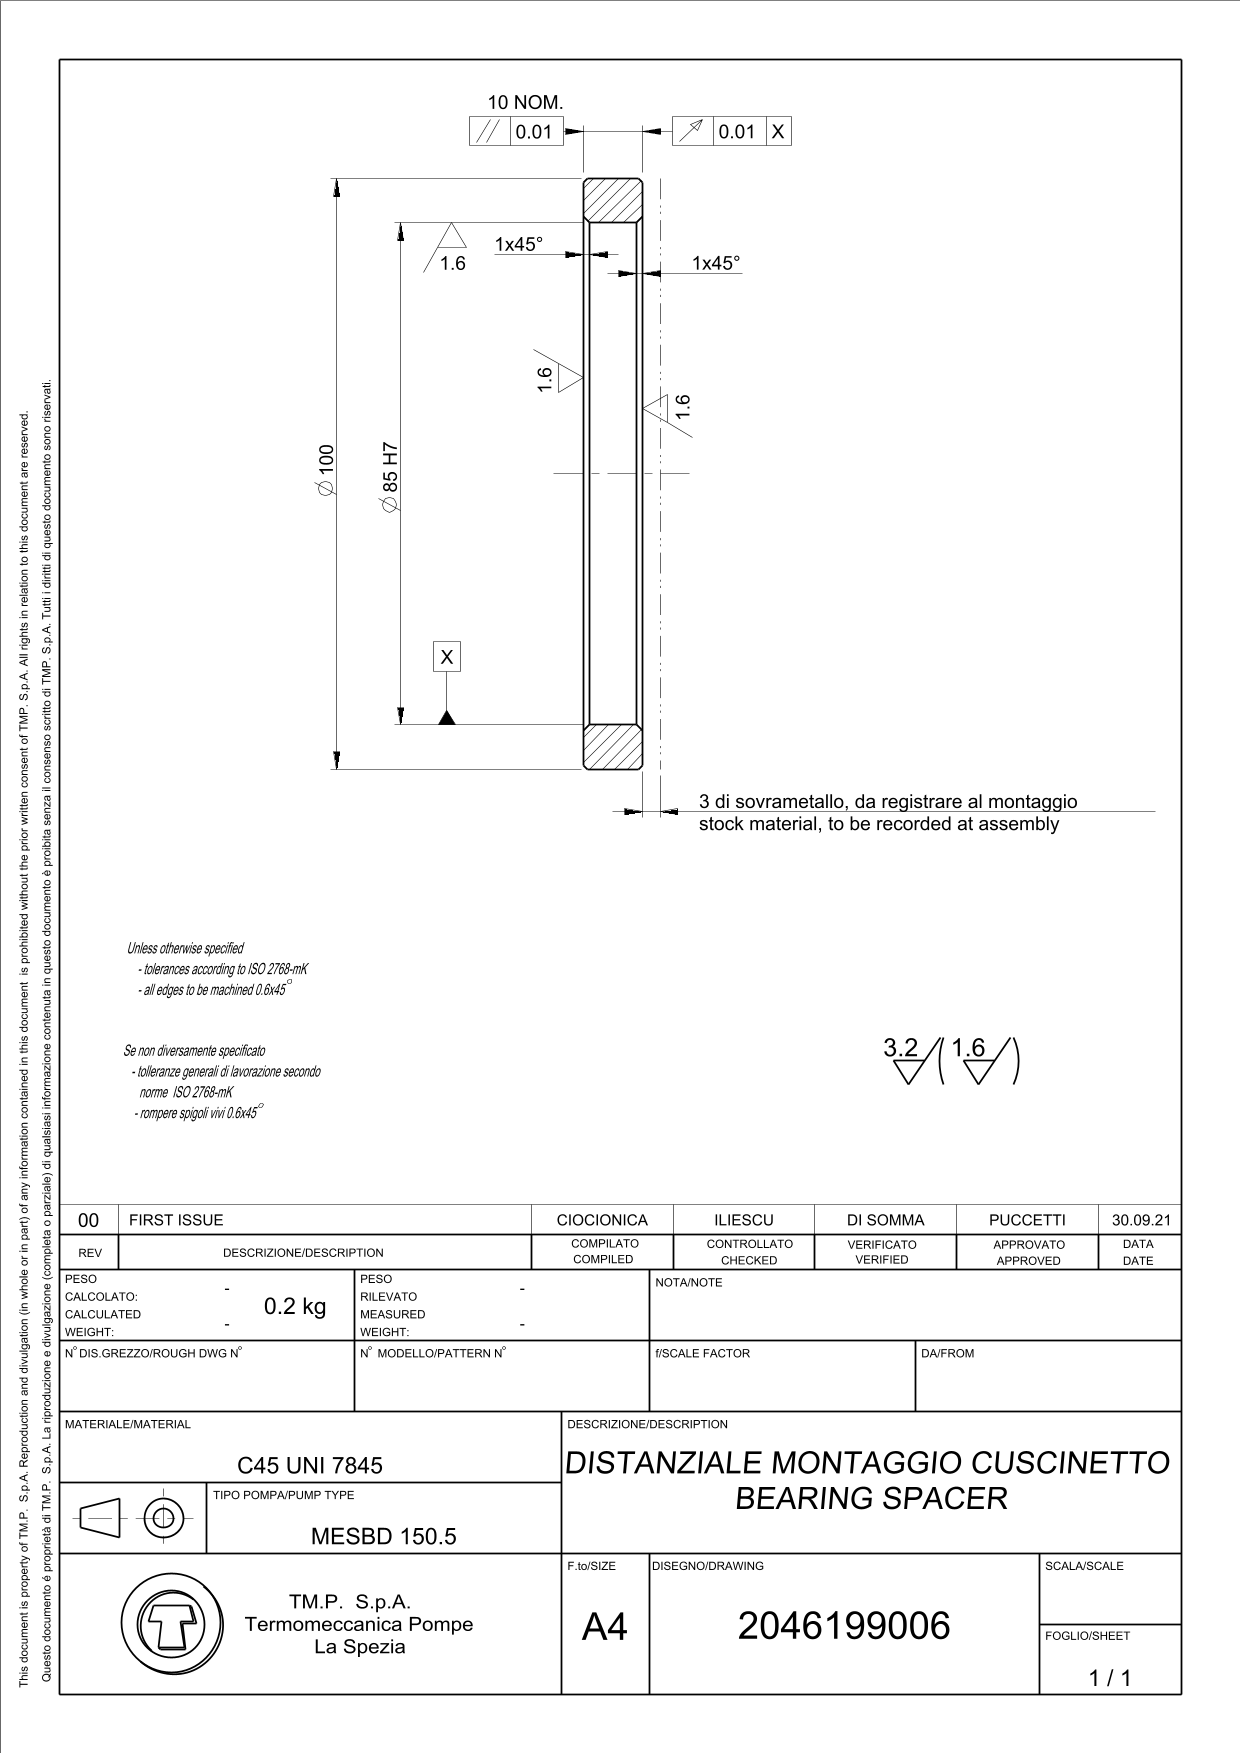 10 NOM.
0.01
0.01 X
1.6
1x45°
1x45°
1.6
1.6
Ø 100
Ø 85 H7
X
3 di sovrametallo, da registrare al montaggio
stock material, to be recorded at assembly
Unless otherwise specified
- tolerances according to ISO 2768-mK
- all edges to be machined 0.6x45°
Se non diversamente specificato
- tolleranze generali di lavorazione secondo
norme ISO 2768-mK
- rompere spigoli vivi 0.6x45°
3.2 ( 1.6 )
This document is property of TM.P. S.p.A. Reproduction and divulgation (in whole or in part) of any information contained in this document is prohibited without the prior written consent of TMP. S.p.A. All rights in relation to this document are reserved.
Questo documento é proprietà di TM.P. S.p.A. La riproduzione e divulgazione (completa o parziale) di qualsiasi informazione contenuta in questo documento è proibita senza il consenso scritto di TMP. S.p.A. Tutti i diritti di questo documento sono riservati.
00 FIRST ISSUE CIOCIONICA ILIESCU DI SOMMA PUCCETTI 30.09.21
REV DESCRIZIONE/DESCRIPTION
COMPILATO
COMPILED
CONTROLLATO
CHECKED
VERIFICATO
VERIFIED
APPROVATO
APPROVED
DATA
DATE
PESO
CALCOLATO: -
CALCULATED
WEIGHT: -
0.2 kg
PESO
RILEVATO -
MEASURED
WEIGHT: -
NOTA/NOTE
N° DIS.GREZZO/ROUGH DWG N°
N° MODELLO/PATTERN N°
f/SCALE FACTOR
DA/FROM
MATERIALE/MATERIAL
C45 UNI 7845
DESCRIZIONE/DESCRIPTION
DISTANZIALE MONTAGGIO CUSCINETTO
BEARING SPACER
TIPO POMPA/PUMP TYPE
MESBD 150.5
TM.P. S.p.A.
Termomeccanica Pompe
La Spezia
F.to/SIZE
A4
DISEGNO/DRAWING
2046199006
SCALA/SCALE
FOGLIO/SHEET
1 / 1